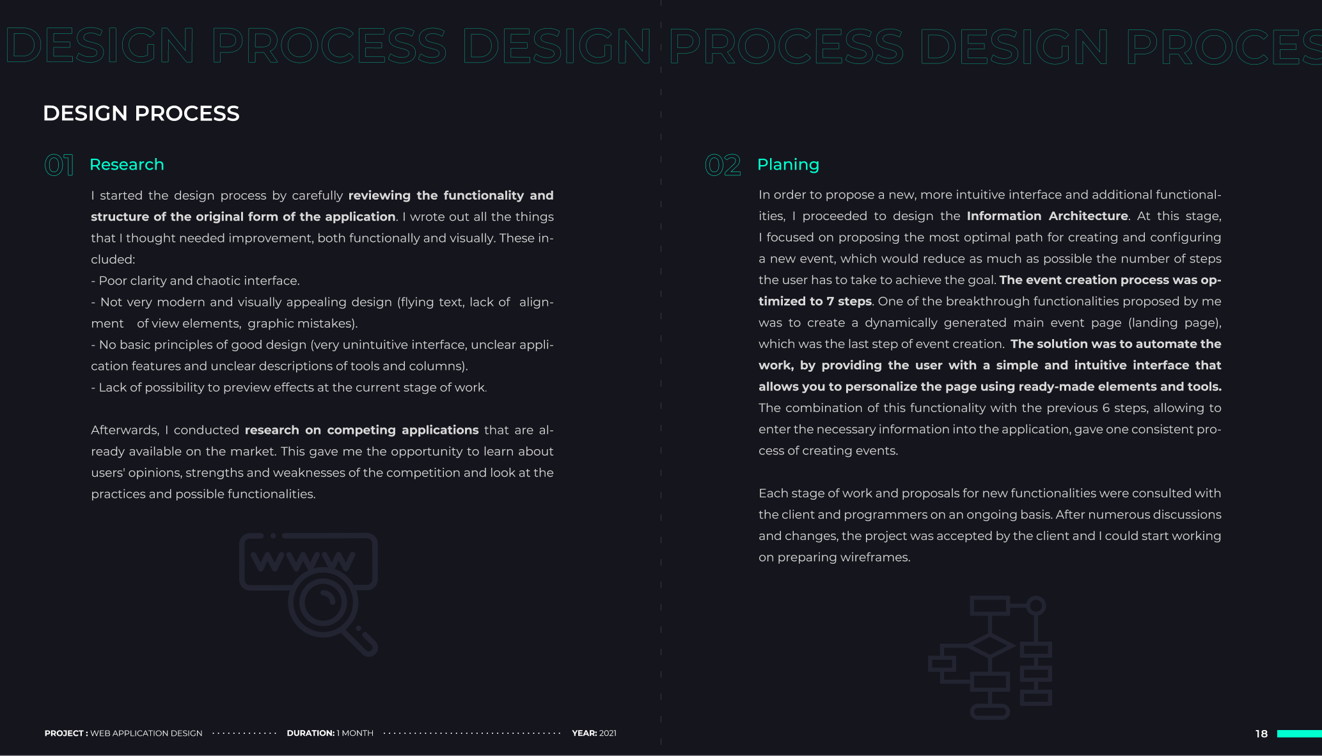 DESIGN PROCESS DESIGN PROCESS DESIGN PROCES
DESIGN PROCESS
01 Research
I started the design process by carefully reviewing the functionality and
structure of the original form of the application. I wrote out all the things
that I thought needed improvement, both functionally and visually. These in-
cluded:
- Poor clarity and chaotic interface.
- Not very modern and visually appealing design (flying text, lack of align-
ment of view elements, graphic mistakes).
- No basic principles of good design (very unintuitive interface, unclear appli-
cation features and unclear descriptions of tools and columns).
- Lack of possibility to preview effects at the current stage of work.
Afterwards, I conducted research on competing applications that are al-
ready available on the market. This gave me the opportunity to learn about
users' opinions, strengths and weaknesses of the competition and look at the
practices and possible functionalities.
www
02 Planing
In order to propose a new, more intuitive interface and additional functional-
ities, I proceeded to design the Information Architecture. At this stage,
I focused on proposing the most optimal path for creating and configuring
a new event, which would reduce as much as possible the number of steps
the user has to take to achieve the goal. The event creation process was op-
timized to 7 steps. One of the breakthrough functionalities proposed by me
was to create a dynamically generated main event page (landing page),
which was the last step of event creation. The solution was to automate the
work, by providing the user with a simple and intuitive interface that
allows you to personalize the page using ready-made elements and tools.
The combination of this functionality with the previous 6 steps, allowing to
enter the necessary information into the application, gave one consistent pro-
cess of creating events.
Each stage of work and proposals for new functionalities were consulted with
the client and programmers on an ongoing basis. After numerous discussions
and changes, the project was accepted by the client and I could start working
on preparing wireframes.
PROJECT : WEB APPLICATION DESIGN DURATION: 1 MONTH YEAR: 2021
18